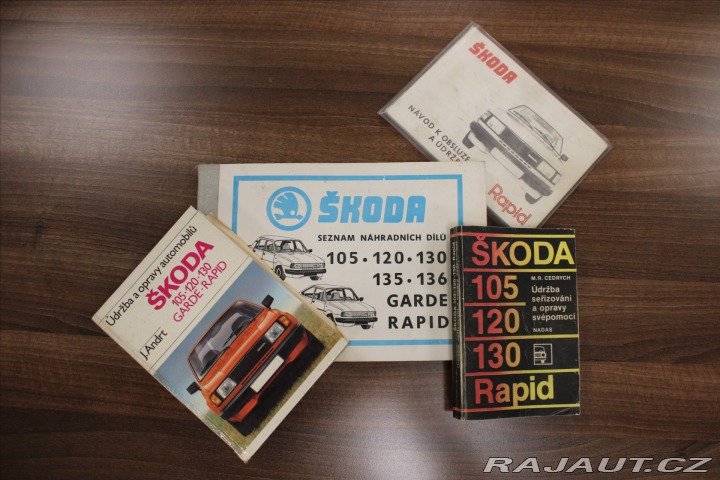 ŠKODA
NÁVOD K OBSLUZE
A ÚDRŽBĚ
Rapid
ŠKODA
SEZNAM NÁHRADNÍCH DÍLŮ
105 • 120 • 130
135 • 136
GARDE
RAPID
Údržba a opravy automobilů
ŠKODA
105•120•130
GARDE•RAPID
J. Andrt
ŠKODA
M. R. CEDRYCH
105
Údržba
seřizování
a opravy
svépomocí
120
NADAS
130
Rapid
RAJAUT.CZ